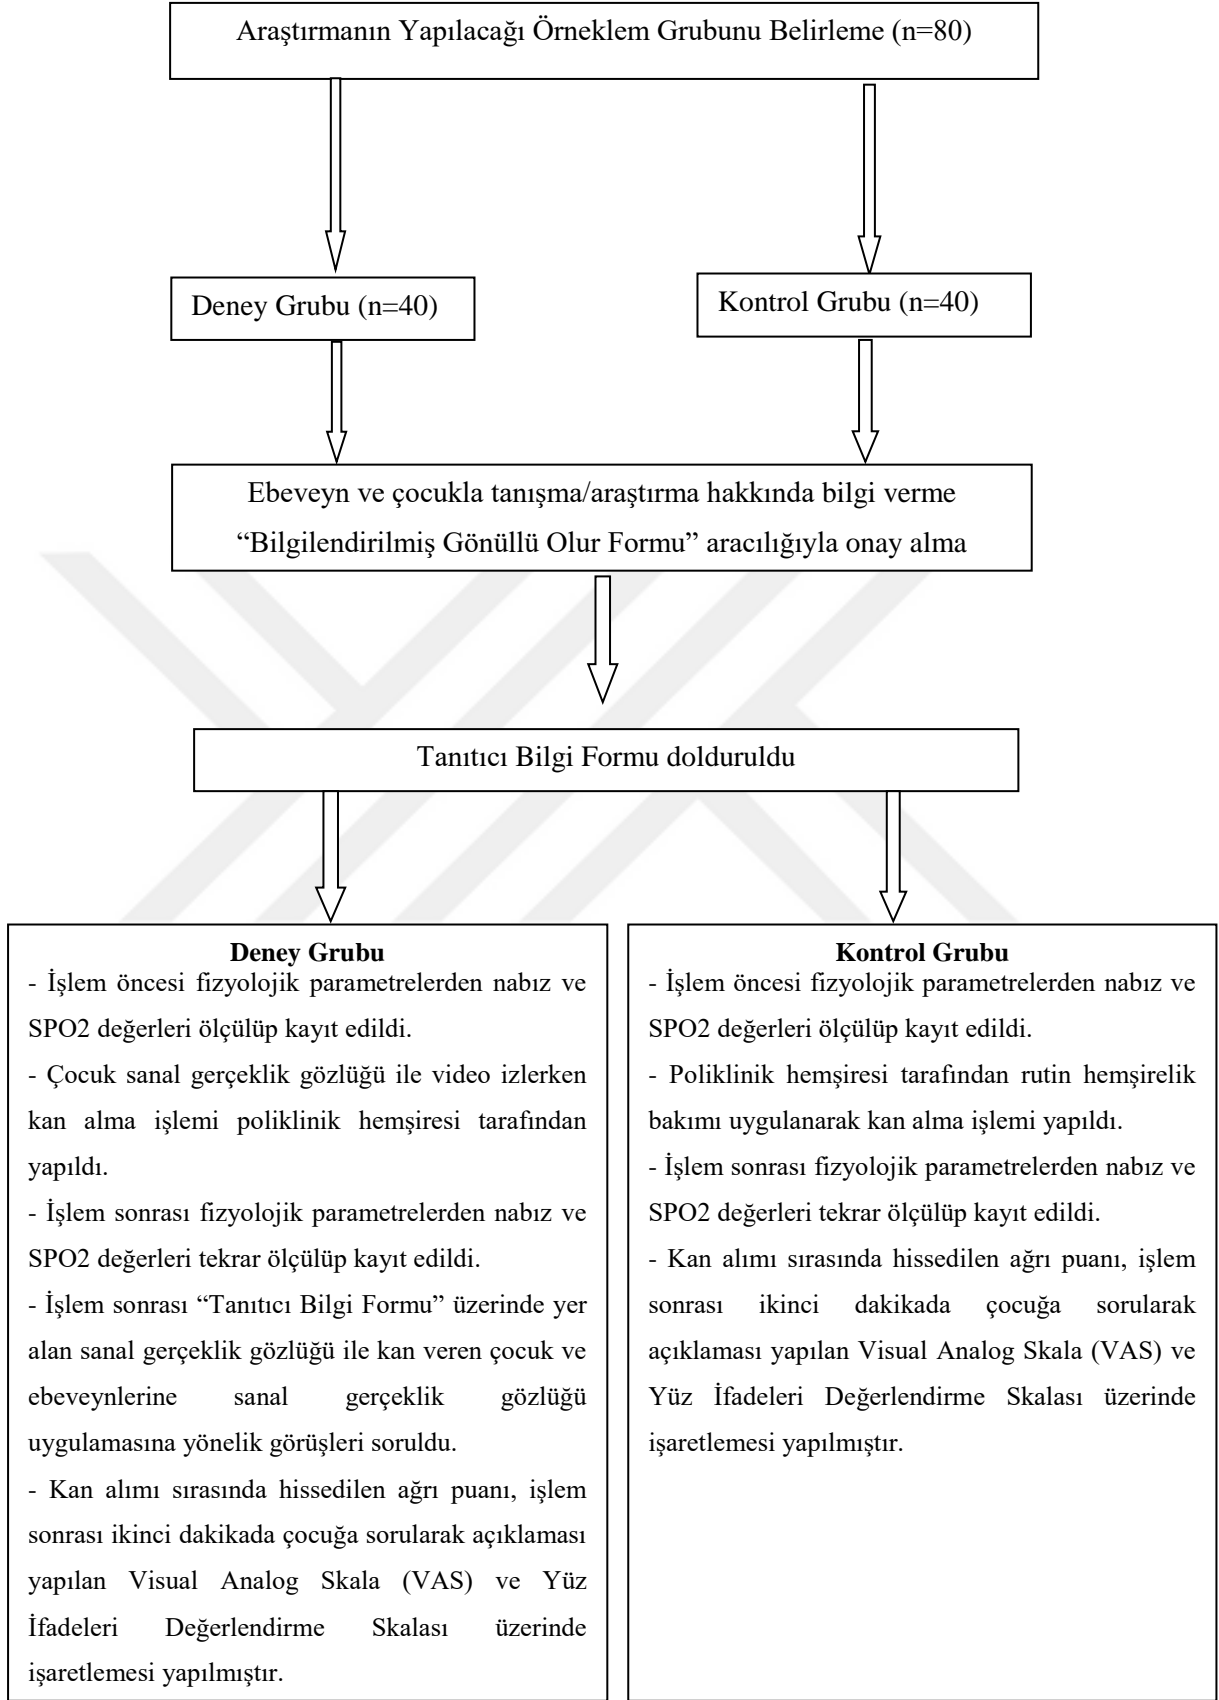 Araştırmanın Yapılacağı Örneklem Grubunu Belirleme (n=80)
Deney Grubu (n=40)
Kontrol Grubu (n=40)
Ebeveyn ve çocukla tanışma/araştırma hakkında bilgi verme
“Bilgilendirilmiş Gönüllü Olur Formu” aracılığıyla onay alma
Tanıtıcı Bilgi Formu dolduruldu
Deney Grubu
- İşlem öncesi fizyolojik parametrelerden nabız ve
SPO2 değerleri ölçülüp kayıt edildi.
- Çocuk sanal gerçeklik gözlüğü ile video izlerken
kan alma işlemi poliklinik hemşiresi tarafından
yapıldı.
- İşlem sonrası fizyolojik parametrelerden nabız ve
SPO2 değerleri tekrar ölçülüp kayıt edildi.
- İşlem sonrası “Tanıtıcı Bilgi Formu” üzerinde yer
alan sanal gerçeklik gözlüğü ile kan veren çocuk ve
ebeveynlerine sanal gerçeklik gözlüğü
uygulamasına yönelik görüşleri soruldu.
- Kan alımı sırasında hissedilen ağrı puanı, işlem
sonrası ikinci dakikada çocuğa sorularak açıklaması
yapılan Visual Analog Skala (VAS) ve Yüz
İfadeleri Değerlendirme Skalası üzerinde
işaretlemesi yapılmıştır.
Kontrol Grubu
- İşlem öncesi fizyolojik parametrelerden nabız ve
SPO2 değerleri ölçülüp kayıt edildi.
- Poliklinik hemşiresi tarafından rutin hemşirelik
bakımı uygulanarak kan alma işlemi yapıldı.
- İşlem sonrası fizyolojik parametrelerden nabız ve
SPO2 değerleri tekrar ölçülüp kayıt edildi.
- Kan alımı sırasında hissedilen ağrı puanı, işlem
sonrası ikinci dakikada çocuğa sorularak
açıklaması yapılan Visual Analog Skala (VAS) ve
Yüz İfadeleri Değerlendirme Skalası üzerinde
işaretlemesi yapılmıştır.